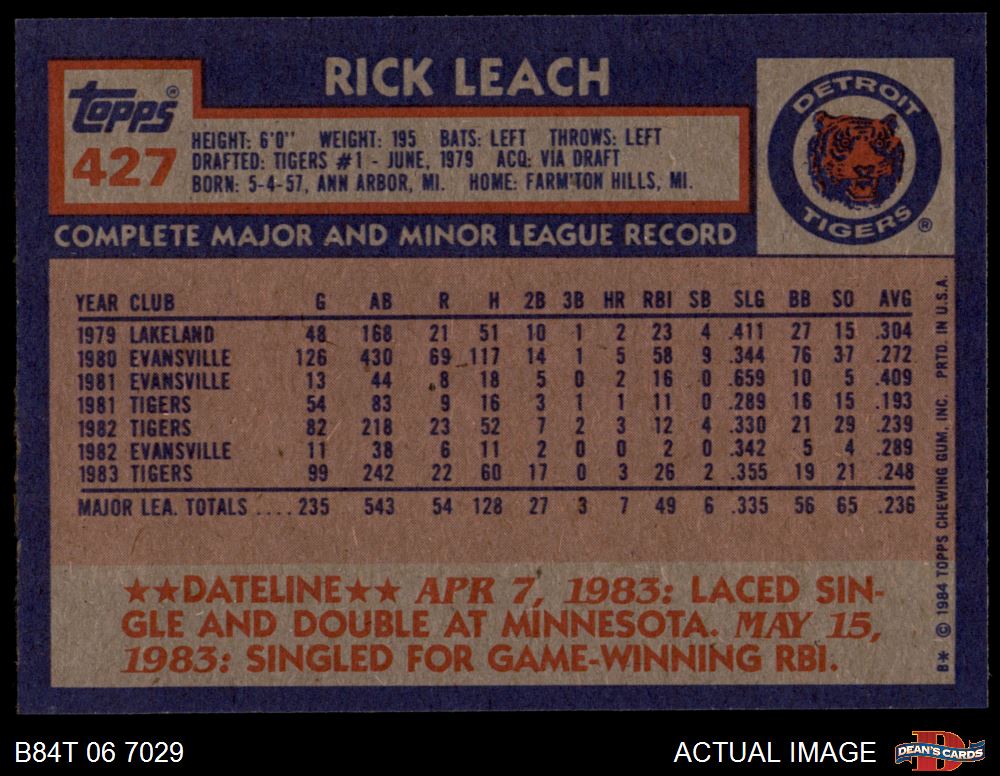 RICK LEACH
Topps®
427
HEIGHT: 6'0" WEIGHT: 195 BATS: LEFT THROWS: LEFT
DRAFTED: TIGERS #1 - JUNE, 1979 ACQ: VIA DRAFT
BORN: 5-4-57, ANN ARBOR, MI. HOME: FARM'TON HILLS, MI.
DETROIT
TIGERS®
COMPLETE MAJOR AND MINOR LEAGUE RECORD
YEAR CLUB G AB R H 2B 3B HR RBI SB SLG BB SO AVG
1979 LAKELAND 48 168 21 51 10 1 2 23 4 .411 27 15 .304
1980 EVANSVILLE 126 430 69 117 14 1 5 58 9 .344 76 37 .272
1981 EVANSVILLE 13 44 8 18 5 0 2 16 0 .659 10 5 .409
1981 TIGERS 54 83 9 16 3 1 1 11 0 .289 16 15 .193
1982 TIGERS 82 218 23 52 7 2 3 12 4 .330 21 29 .239
1982 EVANSVILLE 11 38 6 11 2 0 0 2 0 .342 5 4 .289
1983 TIGERS 99 242 22 60 17 0 3 26 2 .355 19 21 .248
MAJOR LEA. TOTALS .... 235 543 54 128 27 3 7 49 6 .335 56 65 .236
★★DATELINE★★ APR 7, 1983: LACED SIN-
GLE AND DOUBLE AT MINNESOTA. MAY 15,
1983: SINGLED FOR GAME-WINNING RBI.
B* © 1984 TOPPS CHEWING GUM, INC. PRTD. IN U.S.A.
B84T 06 7029
ACTUAL IMAGE
D
DEAN'S CARDS